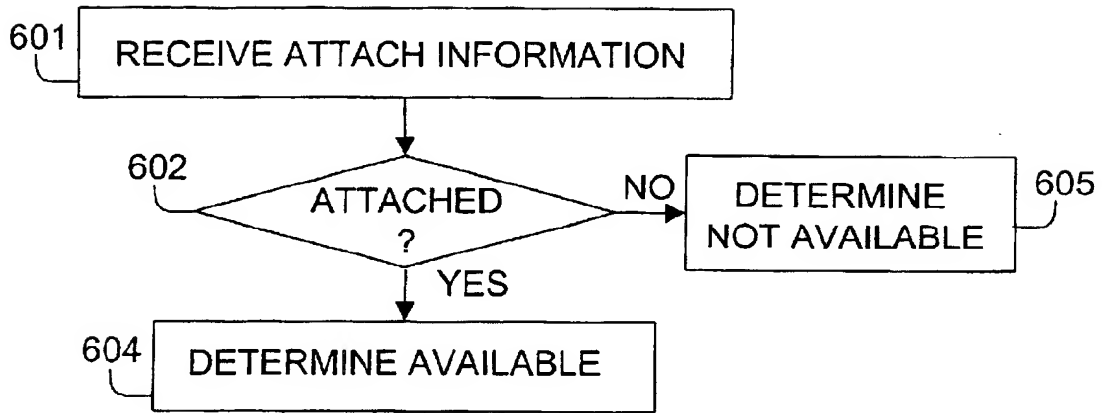 601
RECEIVE ATTACH INFORMATION
602
ATTACHED
?
NO
DETERMINE
NOT AVAILABLE
605
YES
604
DETERMINE AVAILABLE